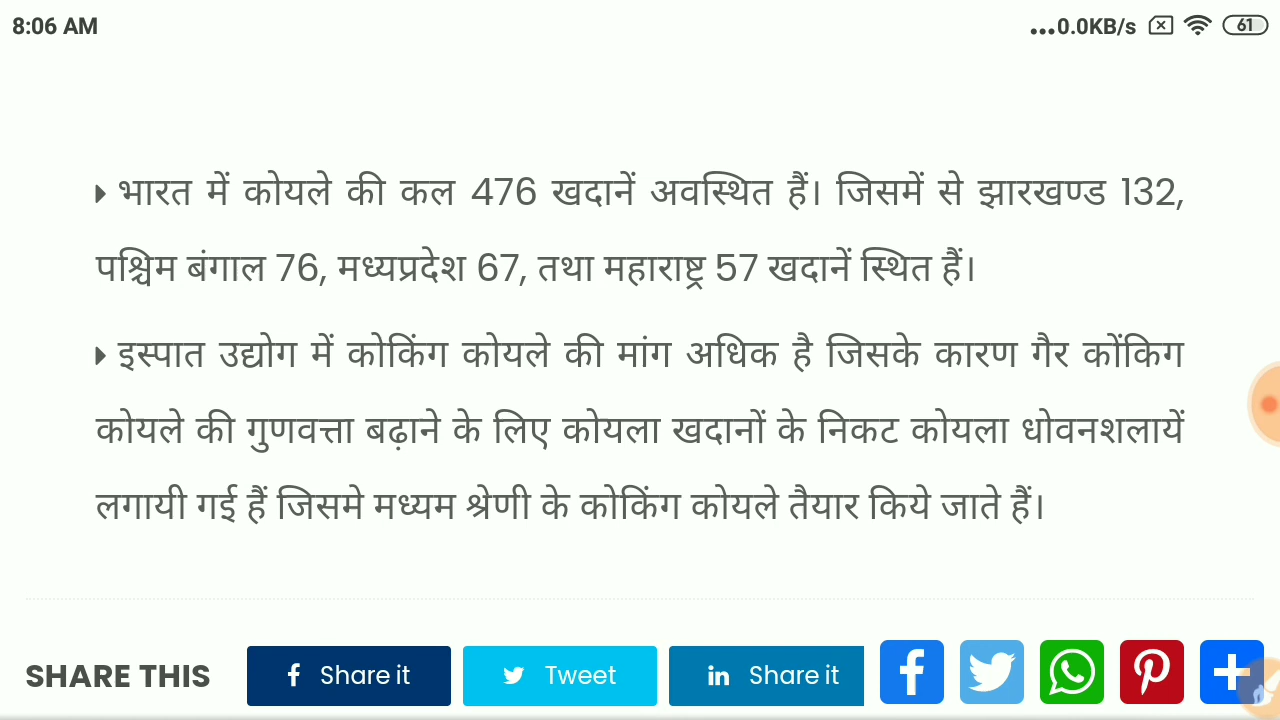 8:06 AM
...0.0KB/s
61
भारत में कोयले की कल 476 खदानें अवस्थित हैं। जिसमें से झारखण्ड 132,
पश्चिम बंगाल 76, मध्यप्रदेश 67, तथा महाराष्ट्र 57 खदानें स्थित हैं।
इस्पात उद्योग में कोकिंग कोयले की मांग अधिक है जिसके कारण गैर कोंकिग
कोयले की गुणवत्ता बढ़ाने के लिए कोयला खदानों के निकट कोयला धोवनशलायें
लगायी गई हैं जिसमे मध्यम श्रेणी के कोकिंग कोयले तैयार किये जाते हैं।
SHARE THIS
Share it
Tweet
Share it